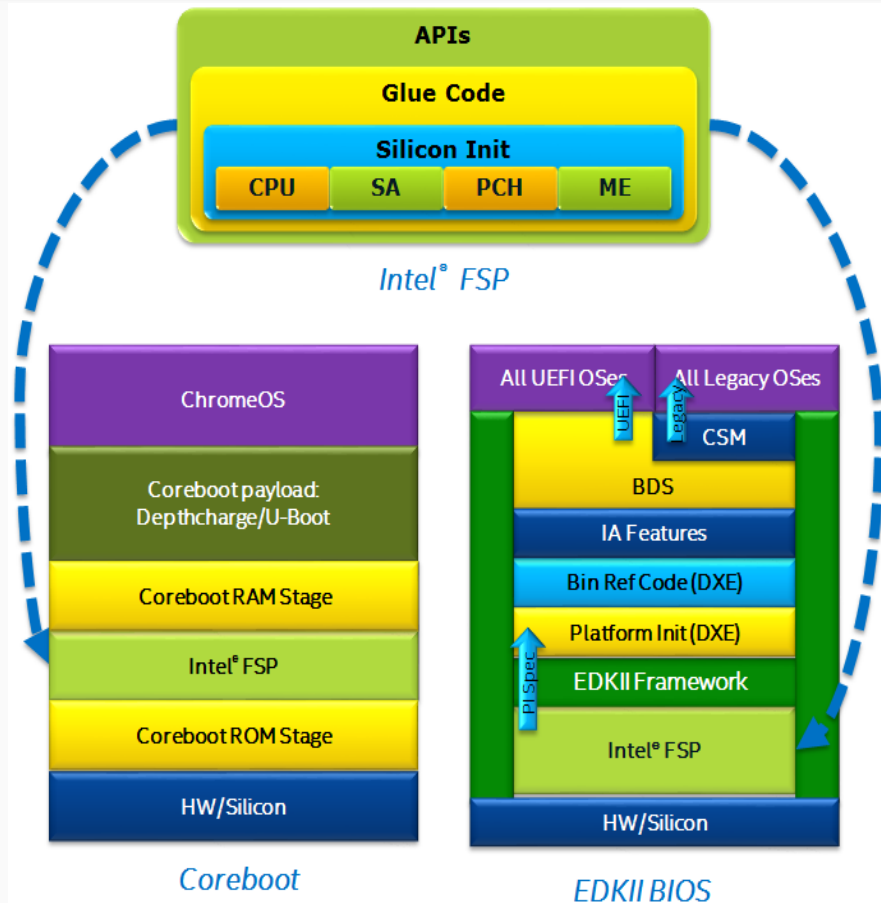 APIs
Glue Code
Silicon Init
CPU SA PCH ME
Intel® FSP
ChromeOS
Coreboot payload:
Depthcharge/U-Boot
Coreboot RAM Stage
Intel® FSP
Coreboot ROM Stage
HW/Silicon
Coreboot
All UEFI OSes All Legacy OSes
UEFI
Legacy
CSM
BDS
IA Features
Bin Ref Code (DXE)
Platform Init (DXE)
PI Spec
EDKII Framework
Intel® FSP
HW/Silicon
EDKII BIOS